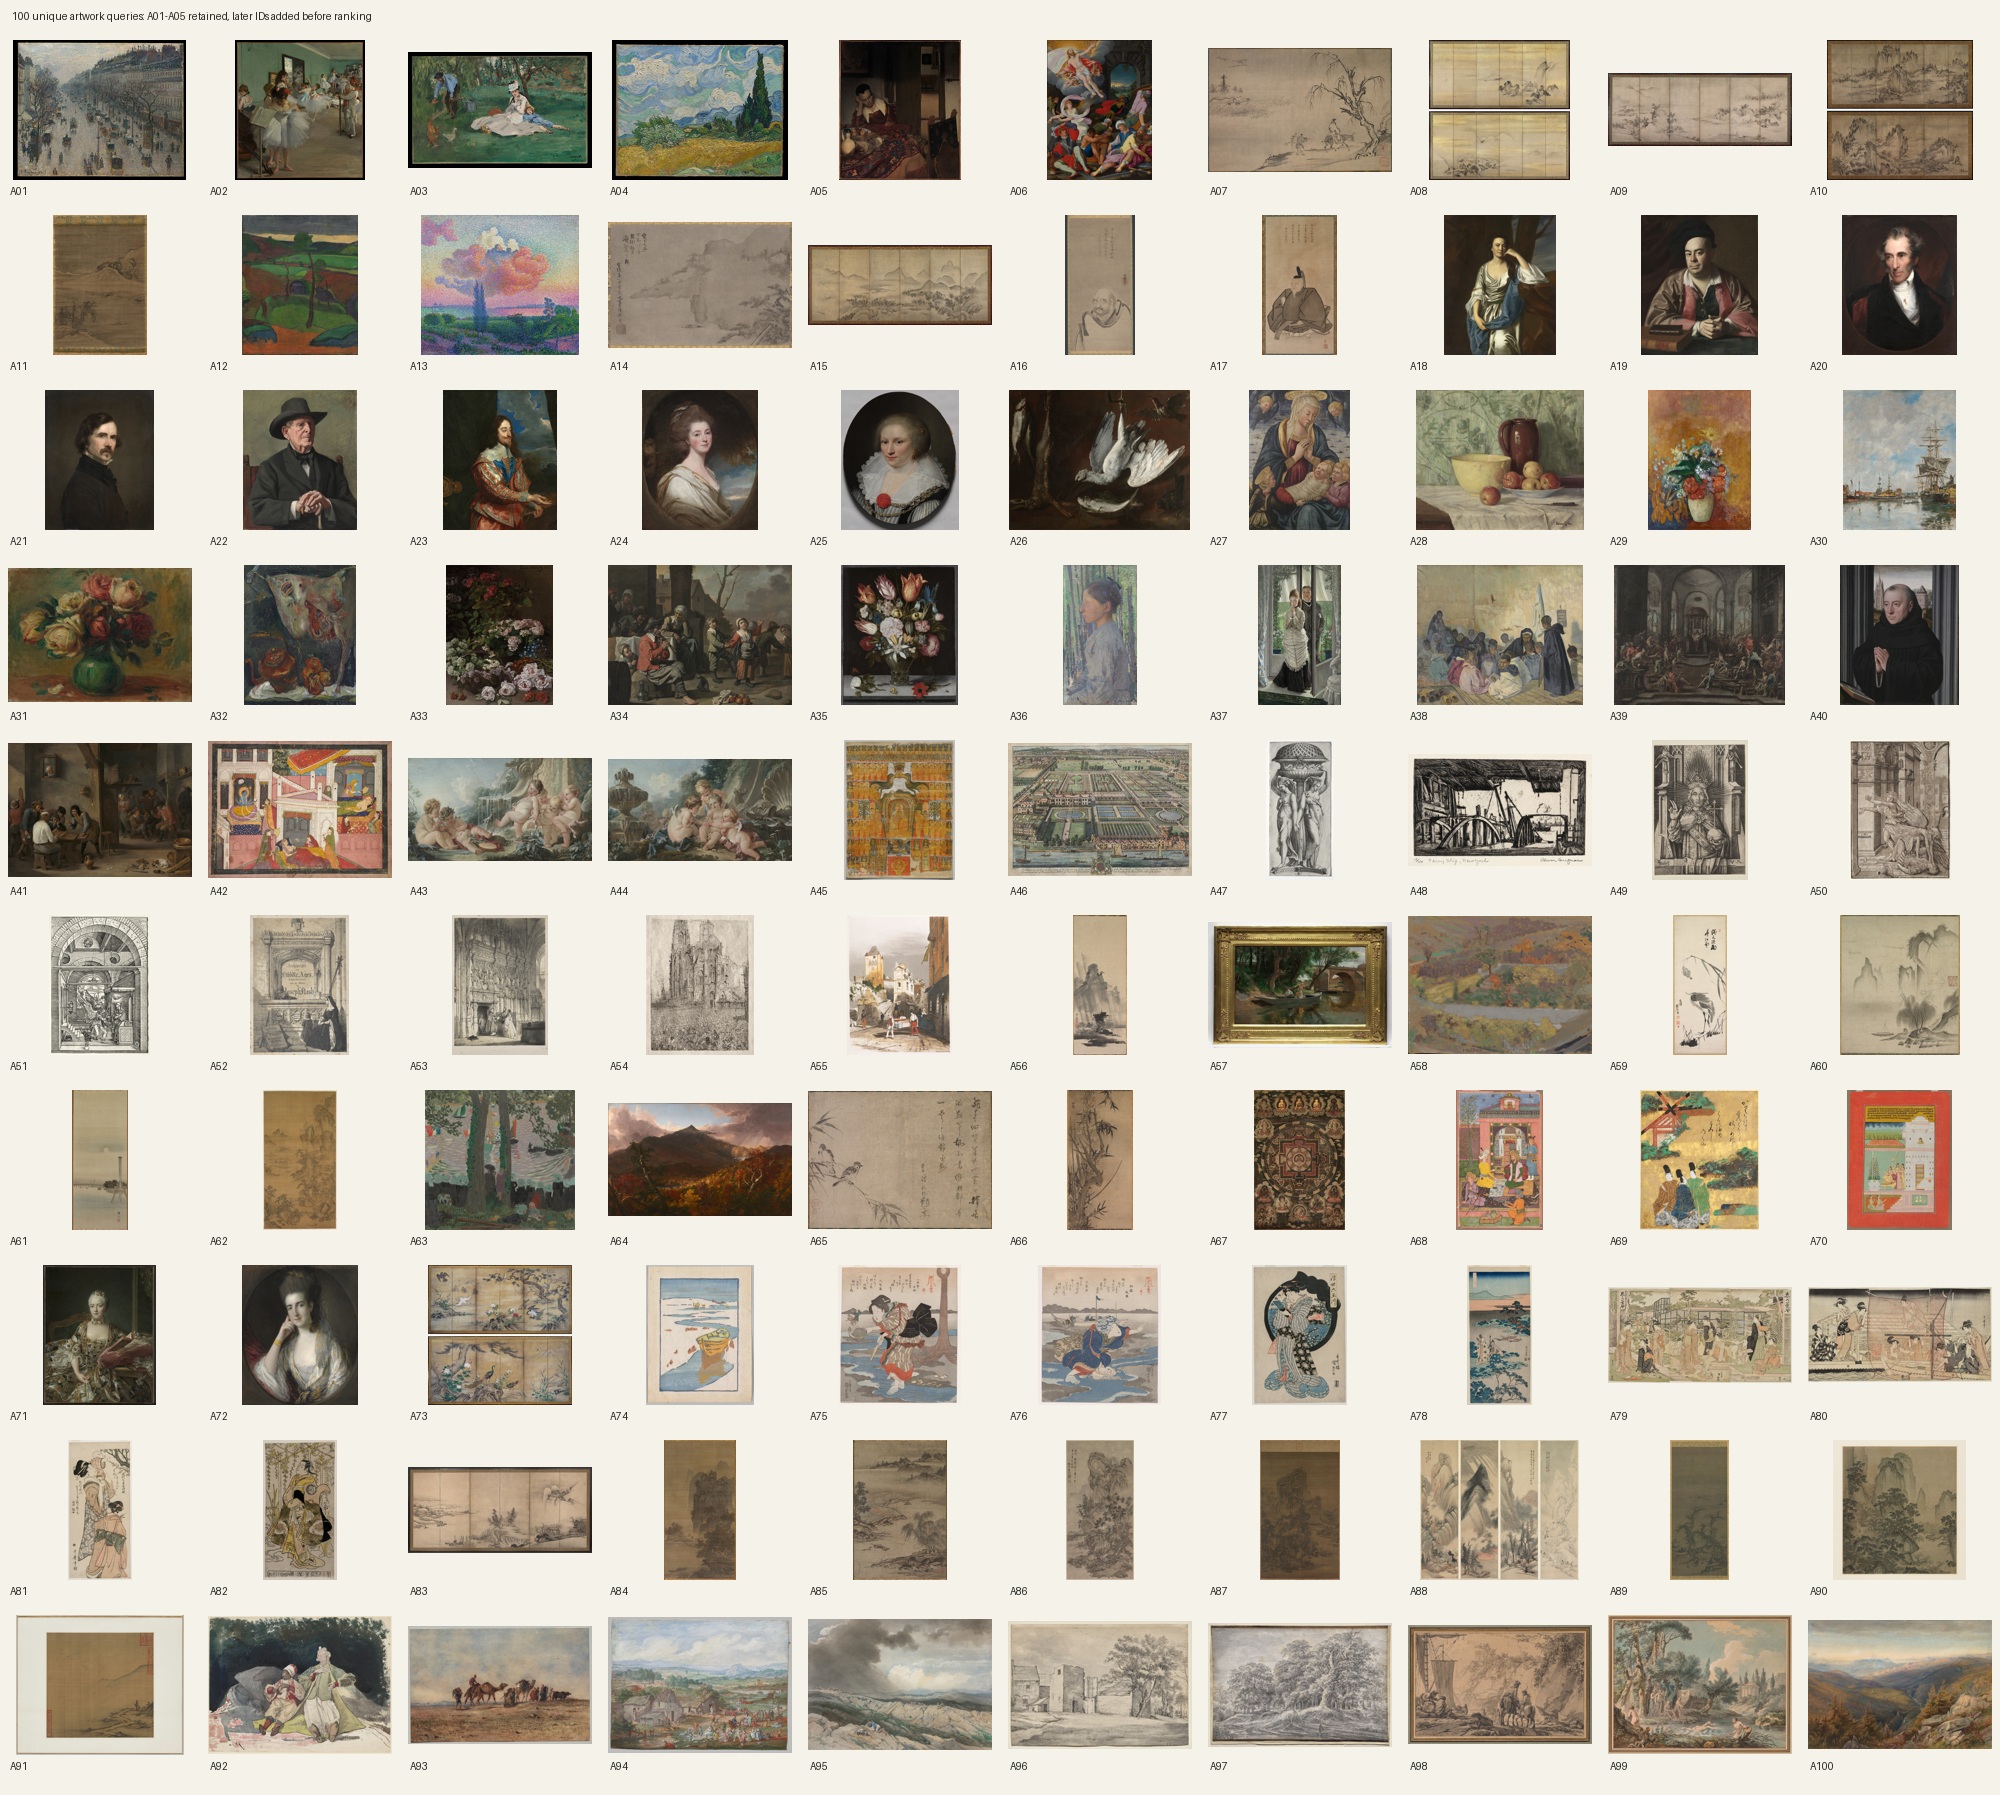 100 unique artwork queries: A01-A05 retained, later IDs added before ranking
A01 A02 A03 A04 A05 A06 A07 A08 A09 A10
A11 A12 A13 A14 A15 A16 A17 A18 A19 A20
A21 A22 A23 A24 A25 A26 A27 A28 A29 A30
A31 A32 A33 A34 A35 A36 A37 A38 A39 A40
A41 A42 A43 A44 A45 A46 A47 A48 A49 A50
A51 A52 A53 A54 A55 A56 A57 A58 A59 A60
A61 A62 A63 A64 A65 A66 A67 A68 A69 A70
A71 A72 A73 A74 A75 A76 A77 A78 A79 A80
A81 A82 A83 A84 A85 A86 A87 A88 A89 A90
A91 A92 A93 A94 A95 A96 A97 A98 A99 A100